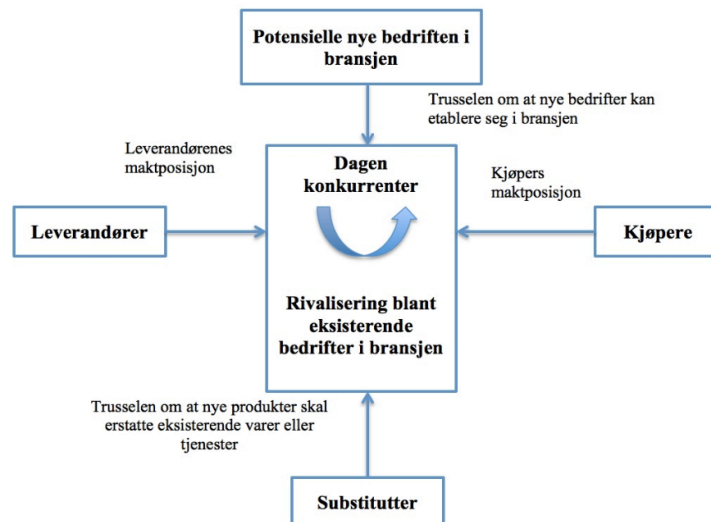 Potensielle nye bedriften i
bransjen
Trusselen om at nye bedrifter kan
etablere seg i bransjen
Leverandørenes
maktposisjon
Dagen
konkurrenter
Kjøpers
maktposisjon
Leverandører
Kjøpere
Rivalisering blant
eksisterende
bedrifter i bransjen
Trusselen om at nye produkter skal
erstatte eksisterende varer eller
tjenester
Substitutter